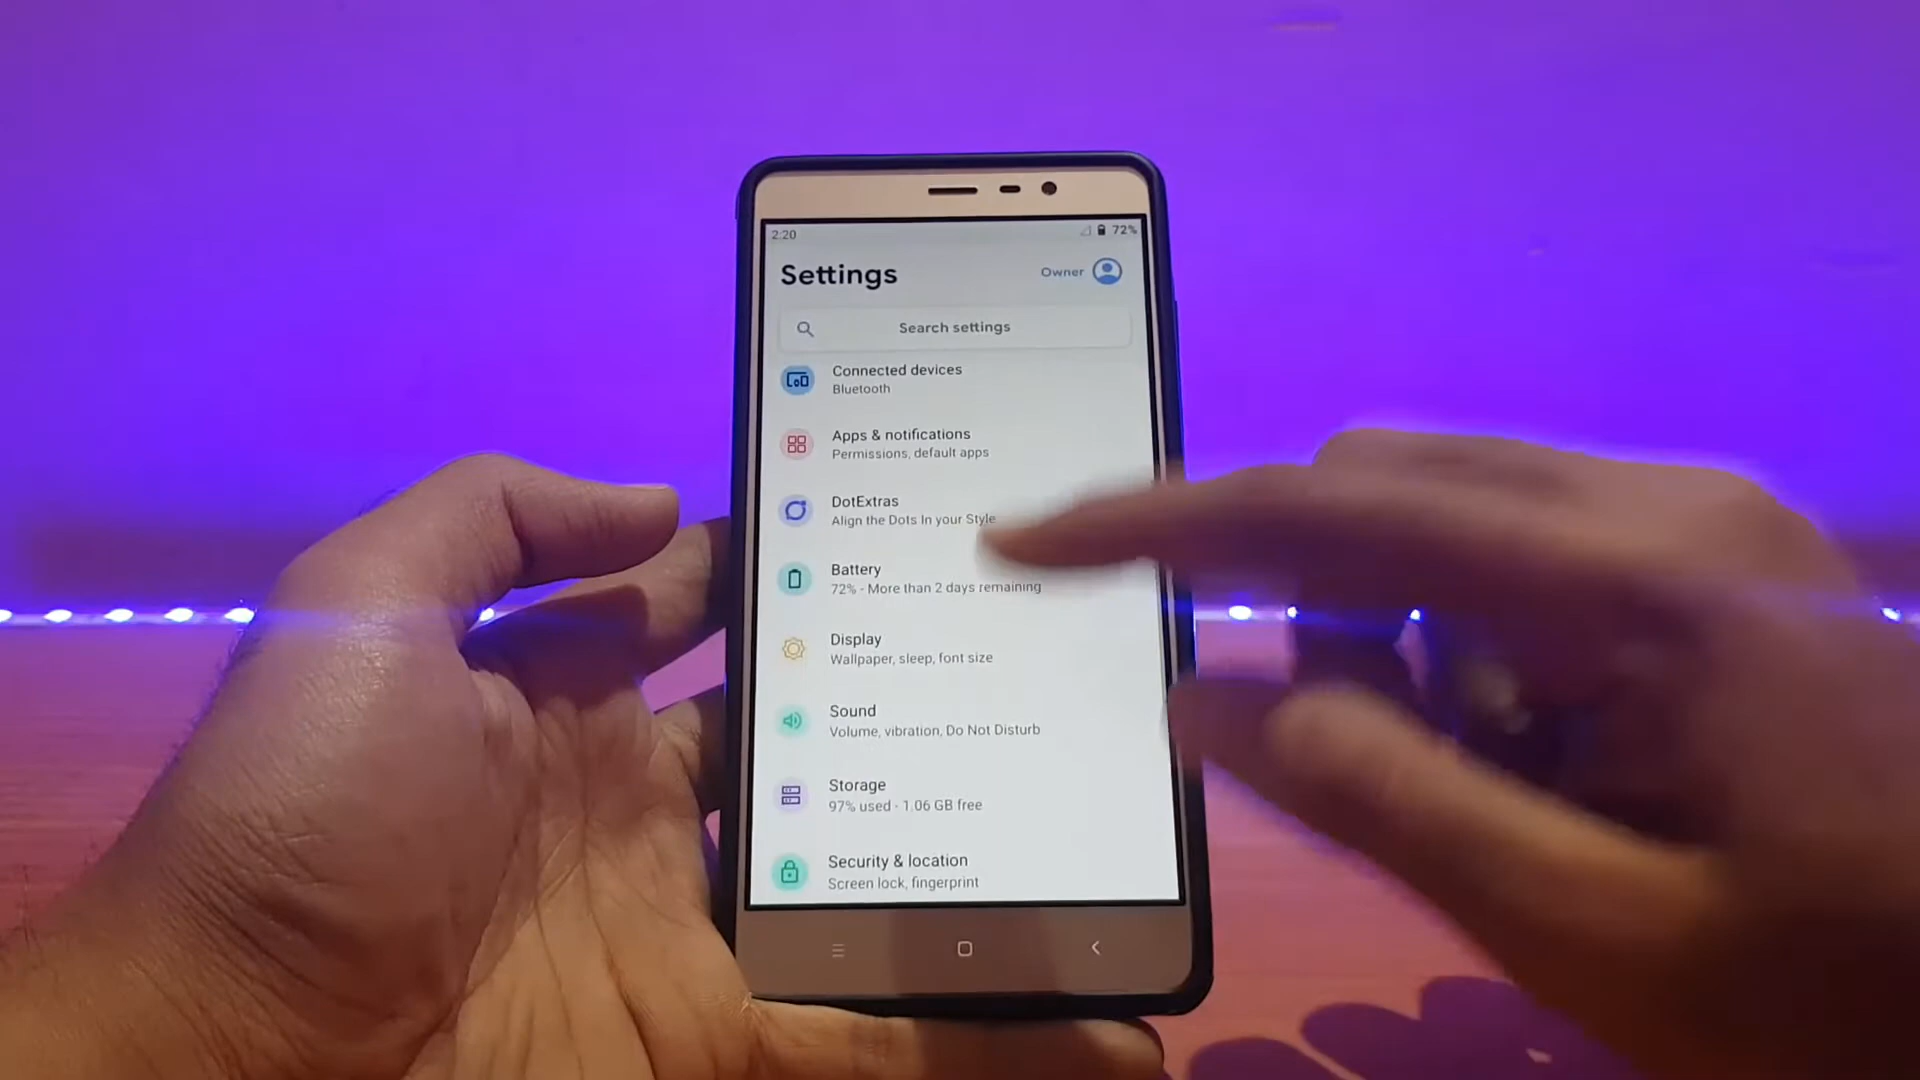 2:20
72%
Settings
Owner
Search settings
Connected devices
Bluetooth
Apps & notifications
Permissions, default apps
DotExtras
Align the Dots In your Style
Battery
72% - More than 2 days remaining
Display
Wallpaper, sleep, font size
Sound
Volume, vibration, Do Not Disturb
Storage
97% used - 1.06 GB free
Security & location
Screen lock, fingerprint